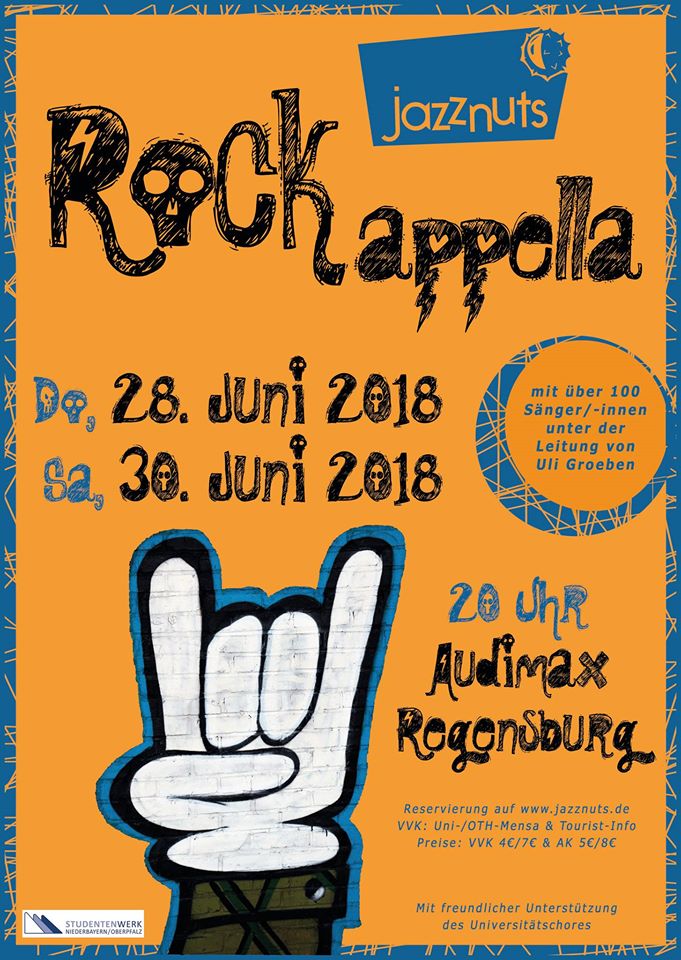 jazznuts
Rock appella
Do, 28. Juni 2018
Sa, 30. Juni 2018
mit über 100
Sänger/-innen
unter der
Leitung von
Uli Groeben
20 Uhr
Audimax
Regensburg
Reservierung auf www.jazznuts.de
VVK: Uni-/OTH-Mensa & Tourist-Info
Preise: VVK 4€/7€ & AK 5€/8€
Mit freundlicher Unterstützung
des Universitätschores
STUDENTENWERK
NIEDERBAYERN/OBERPFALZ